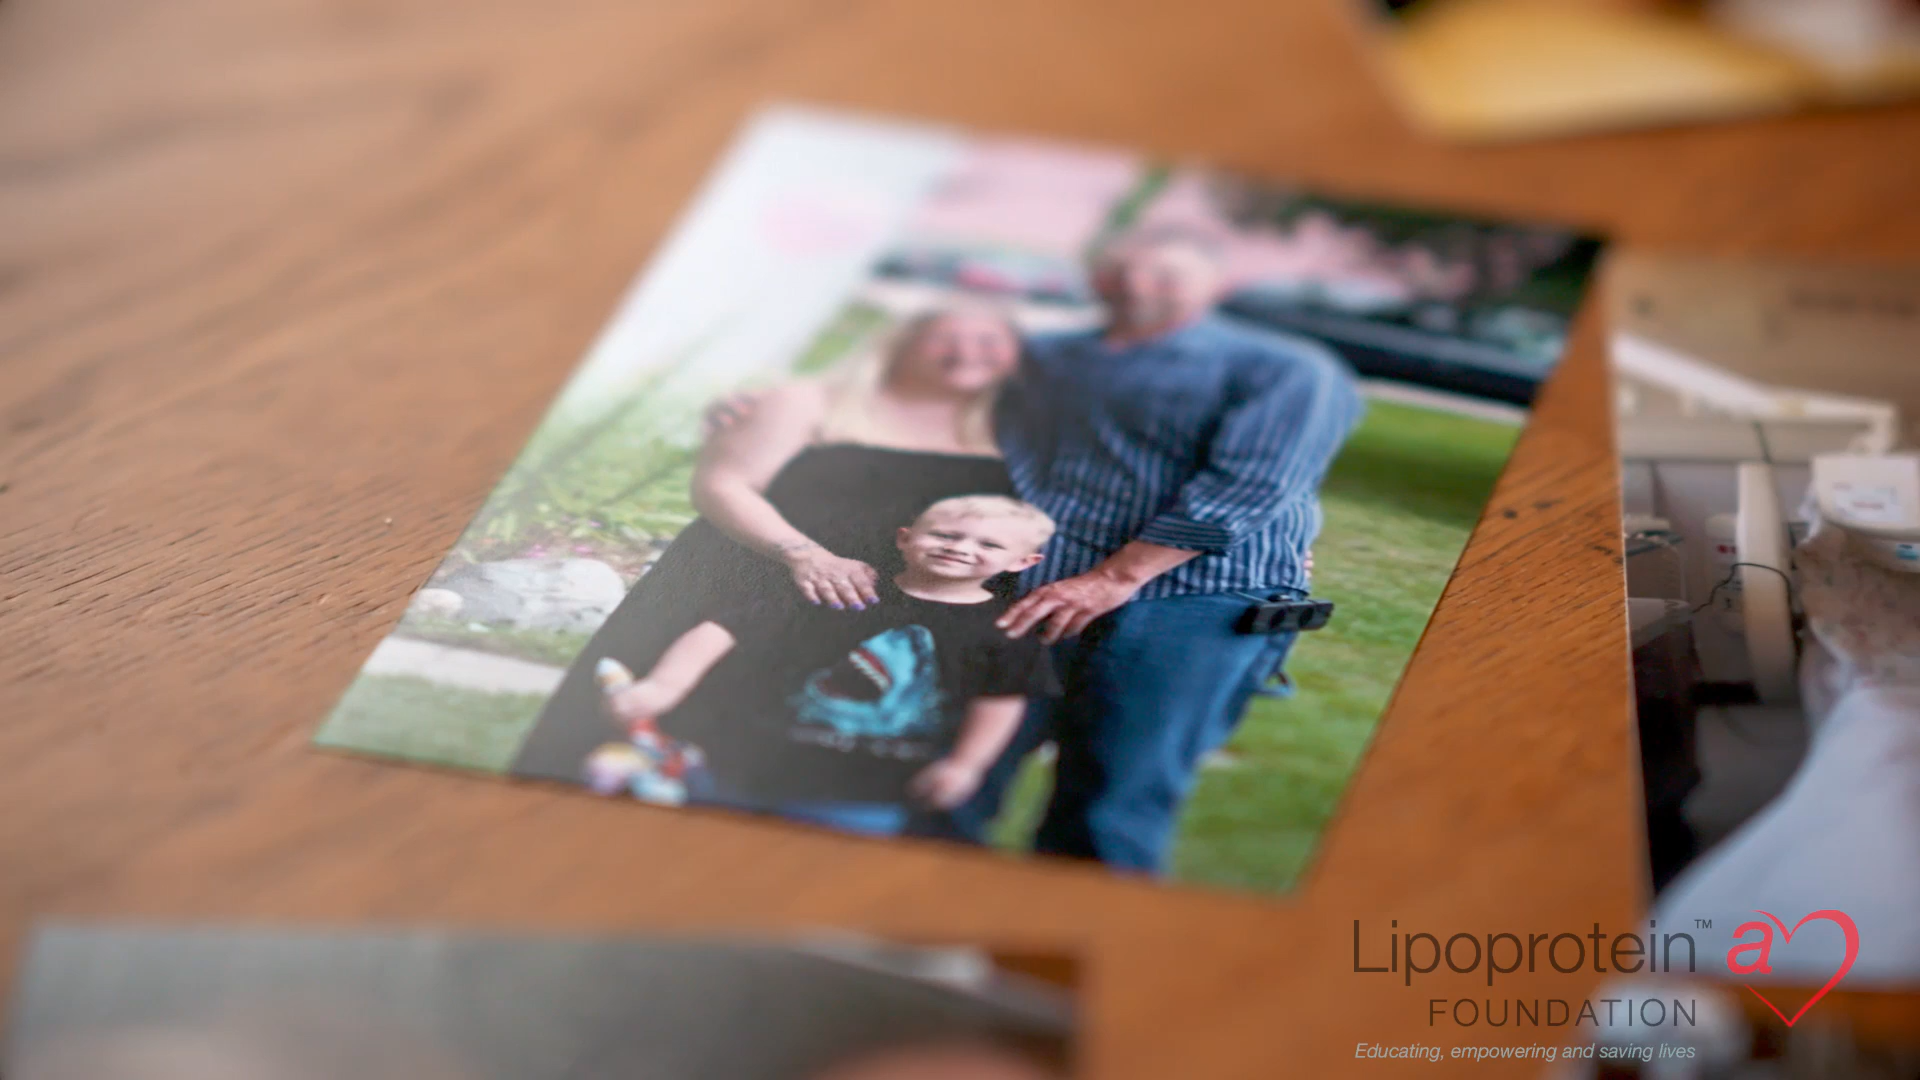 Lipoprotein™ a
FOUNDATION
Educating, empowering and saving lives